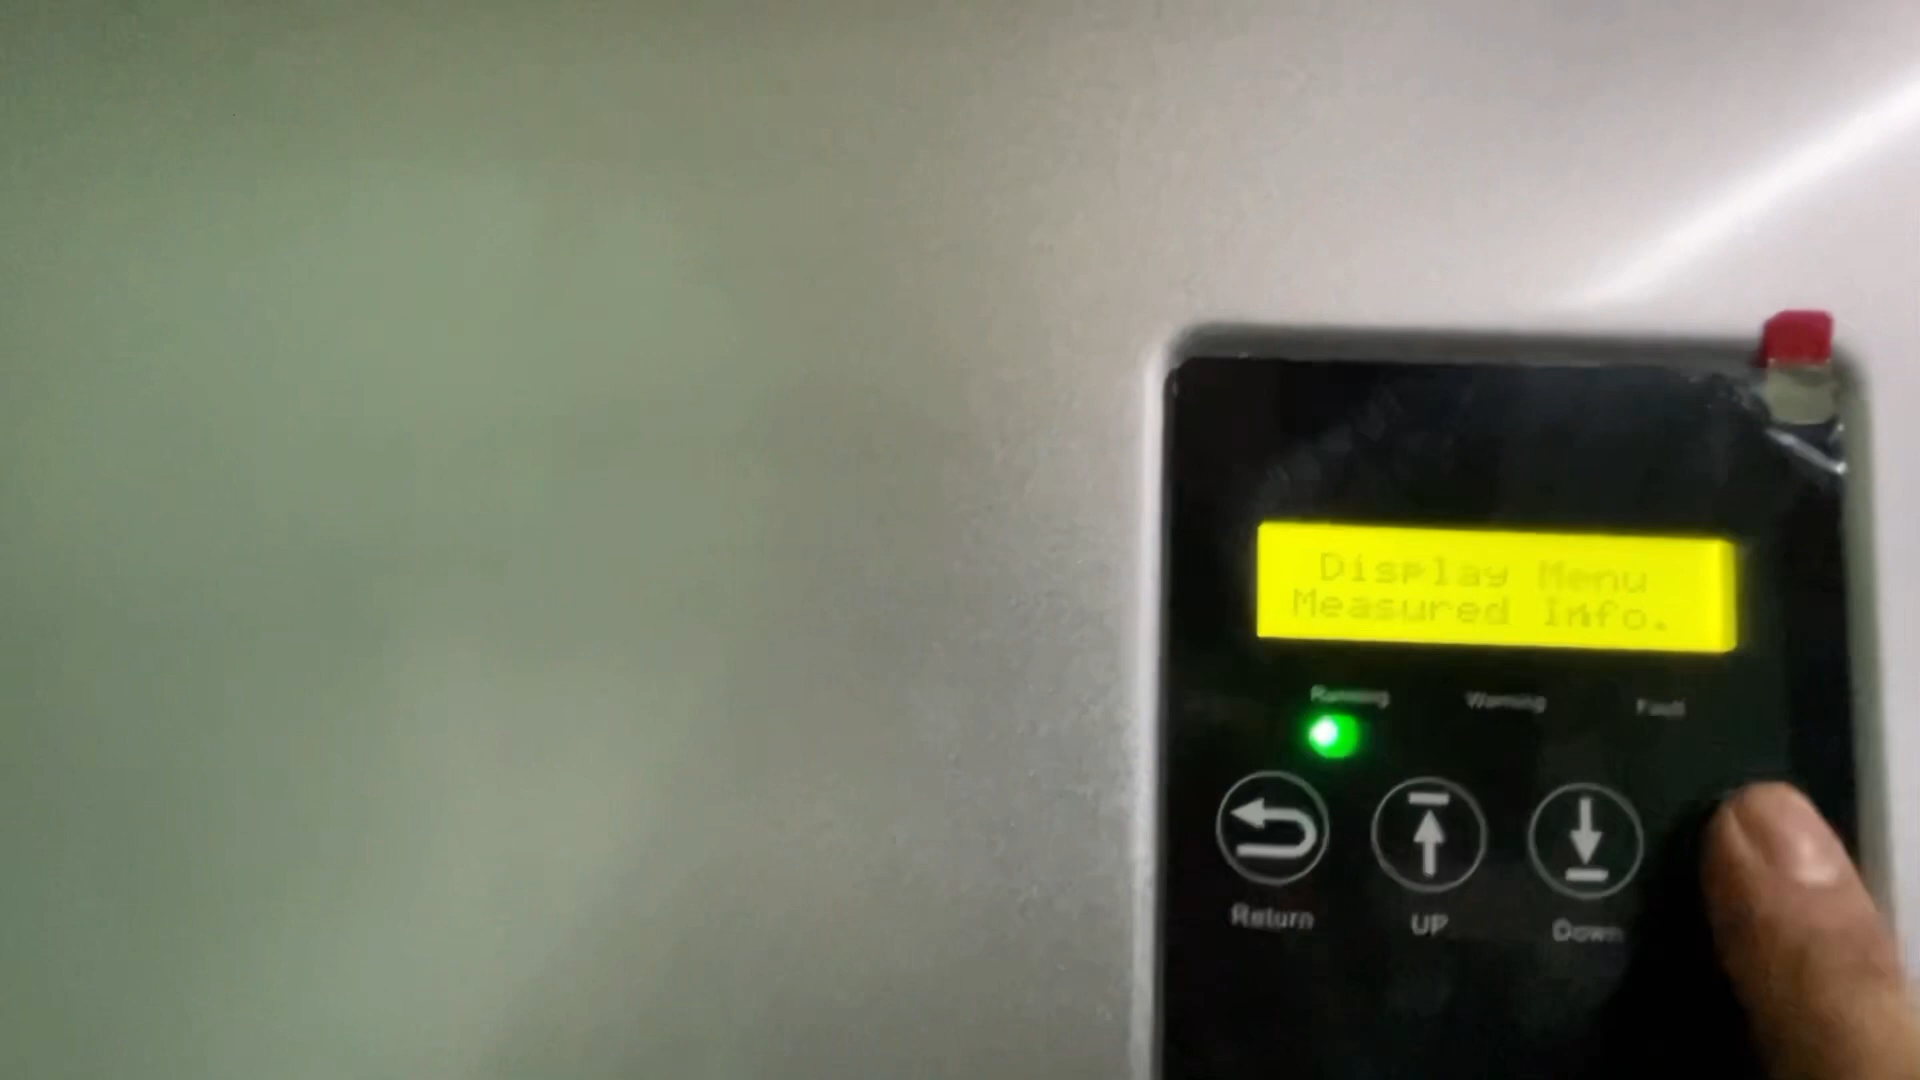 Display Menu
Measured Info.
Running Warning Fault
Return UP Down